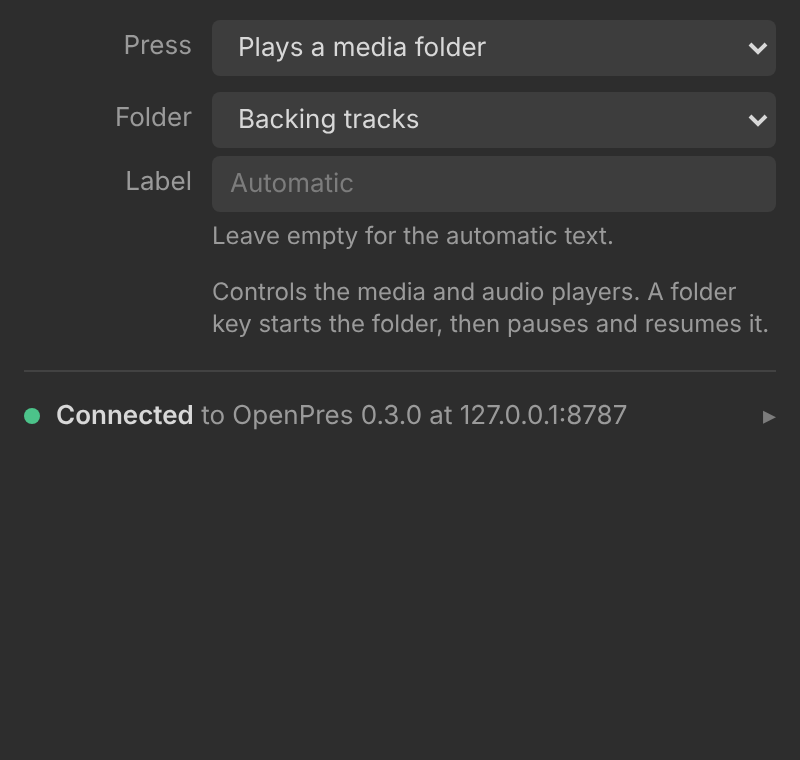 Press
Plays a media folder
Folder
Backing tracks
Label
Automatic
Leave empty for the automatic text.
Controls the media and audio players. A folder
key starts the folder, then pauses and resumes it.
Connected to OpenPres 0.3.0 at 127.0.0.1:8787